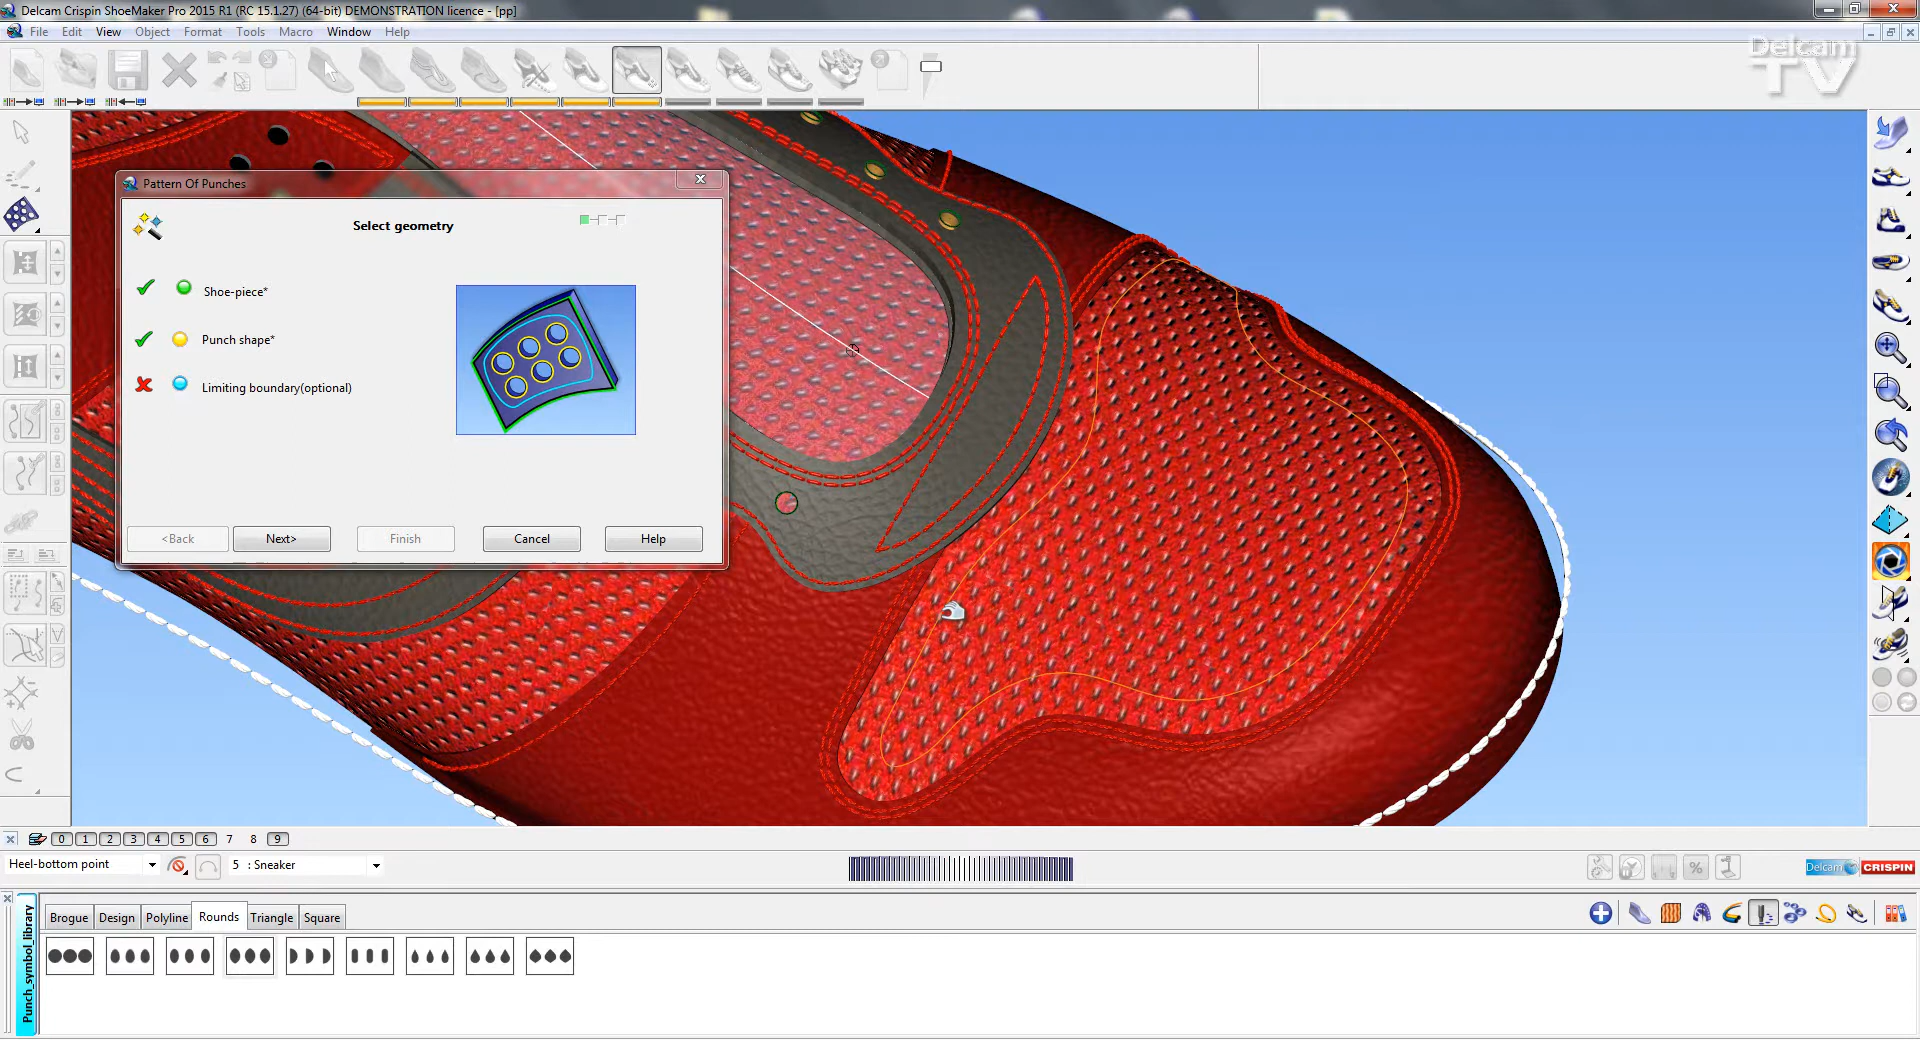 Delcam Crispin ShoeMaker Pro 2015 R1 (RC 15.1.27) (64-bit) DEMONSTRATION licence - [pp]
File Edit View Object Format Tools Macro Window Help
Delcam
TV
Pattern Of Punches
Select geometry
Shoe-piece*
Punch shape*
Limiting boundary(optional)
<Back Next> Finish Cancel Help
0 1 2 3 4 5 6 7 8 9
Heel-bottom point 5 : Sneaker % Delcam CRISPIN
Punch_symbol_library
Brogue Design Polyline Rounds Triangle Square